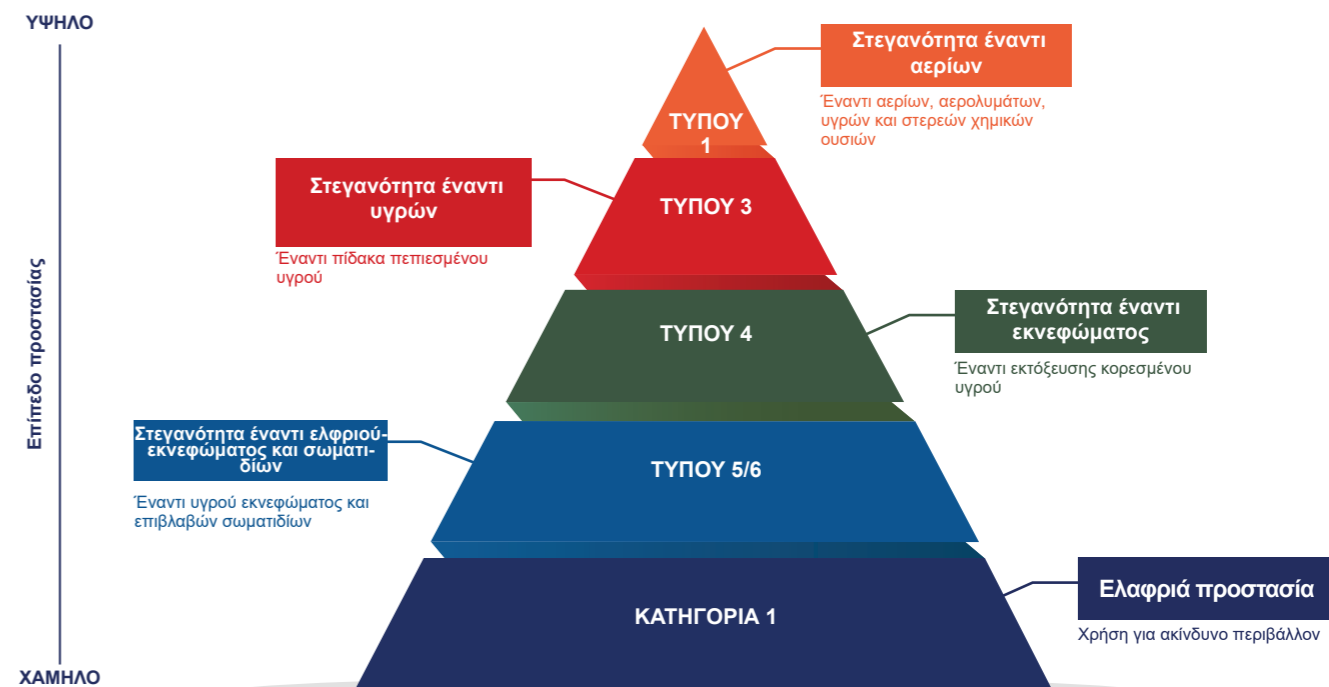 ΥΨΗΛΟ
Επίπεδο προστασίας
ΧΑΜΗΛΟ
Στεγανότητα έναντι
αερίων
Έναντι αερίων, αερολυμάτων,
υγρών και στερεών χημικών
ουσιών
ΤΥΠΟΥ
1
Στεγανότητα έναντι
υγρών
Έναντι πίδακα πεπιεσμένου
υγρού
ΤΥΠΟΥ 3
Στεγανότητα έναντι
εκνεφώματος
Έναντι εκτόξευσης κορεσμένου
υγρού
ΤΥΠΟΥ 4
Στεγανότητα έναντι ελφριού-
εκνεφώματος και σωματι-
δίων
Έναντι υγρού εκνεφώματος και
επιβλαβών σωματιδίων
ΤΥΠΟΥ 5/6
Ελαφριά προστασία
Χρήση για ακίνδυνο περιβάλλον
ΚΑΤΗΓΟΡΙΑ 1